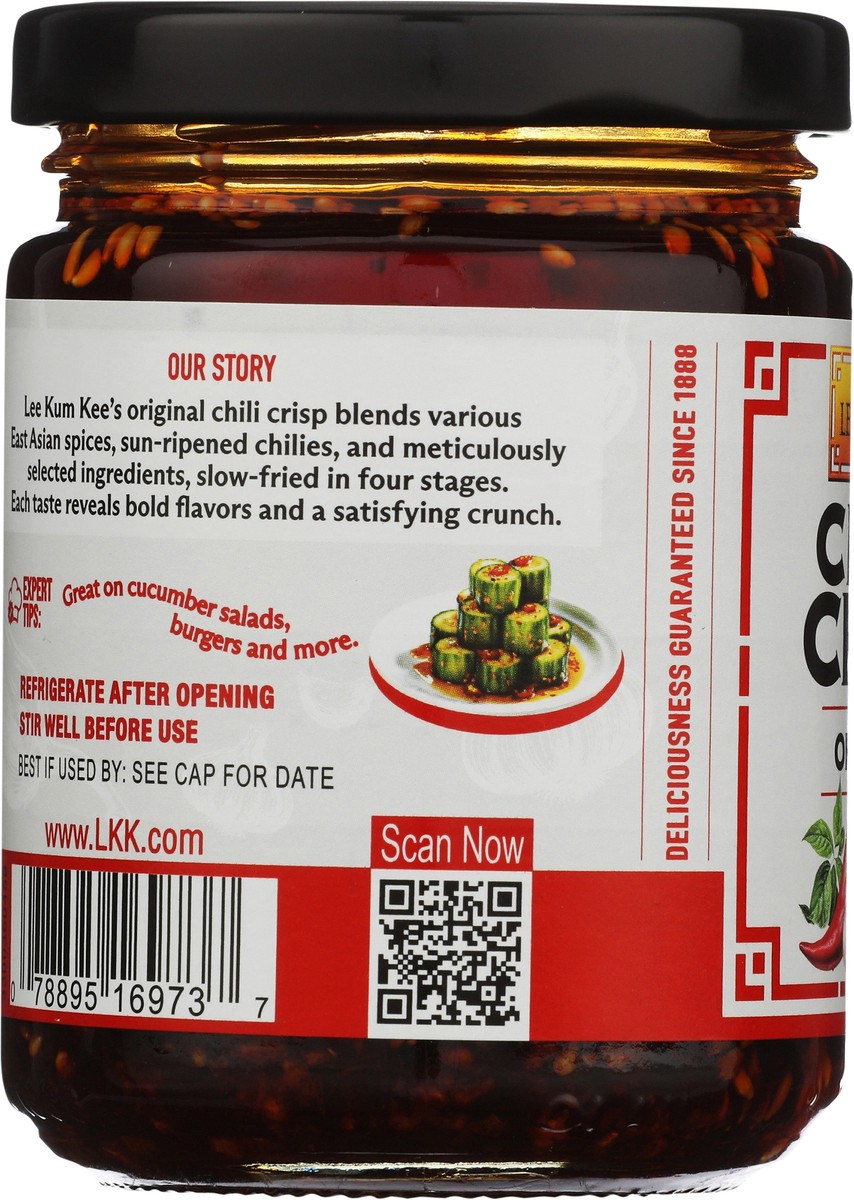 OUR STORY
Lee Kum Kee's original chili crisp blends various
East Asian spices, sun-ripened chilies, and meticulously
selected ingredients, slow-fried in four stages.
Each taste reveals bold flavors and a satisfying crunch.
EXPERT
TIPS:
Great on cucumber salads,
burgers and more.
REFRIGERATE AFTER OPENING
STIR WELL BEFORE USE
BEST IF USED BY: SEE CAP FOR DATE
www.LKK.com
Scan Now
0 78895 16973 7
DELICIOUSNESS GUARANTEED SINCE 1888